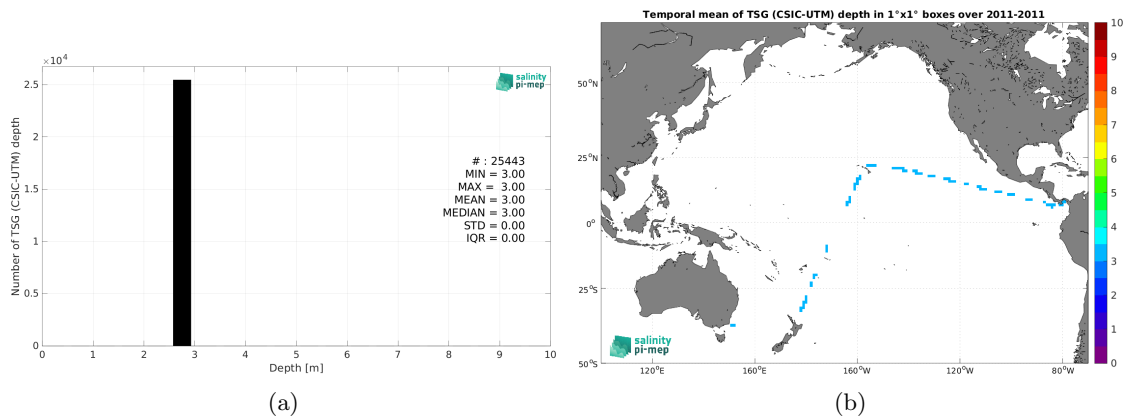 ×10⁴
2.5
2
1.5
1
0.5
0
0 1 2 3 4 5 6 7 8 9 10
Number of TSG (CSIC-UTM) depth
Depth [m]
salinity
pi-mep
# : 25443
MIN = 3.00
MAX = 3.00
MEAN = 3.00
MEDIAN = 3.00
STD = 0.00
IQR = 0.00
(a)
Temporal mean of TSG (CSIC-UTM) depth in 1°x1° boxes over 2011-2011
50°N
25°N
0°
25°S
50°S
120°E 160°E 160°W 120°W 80°W
salinity
pi-mep
10
9
8
7
6
5
4
3
2
1
0
(b)